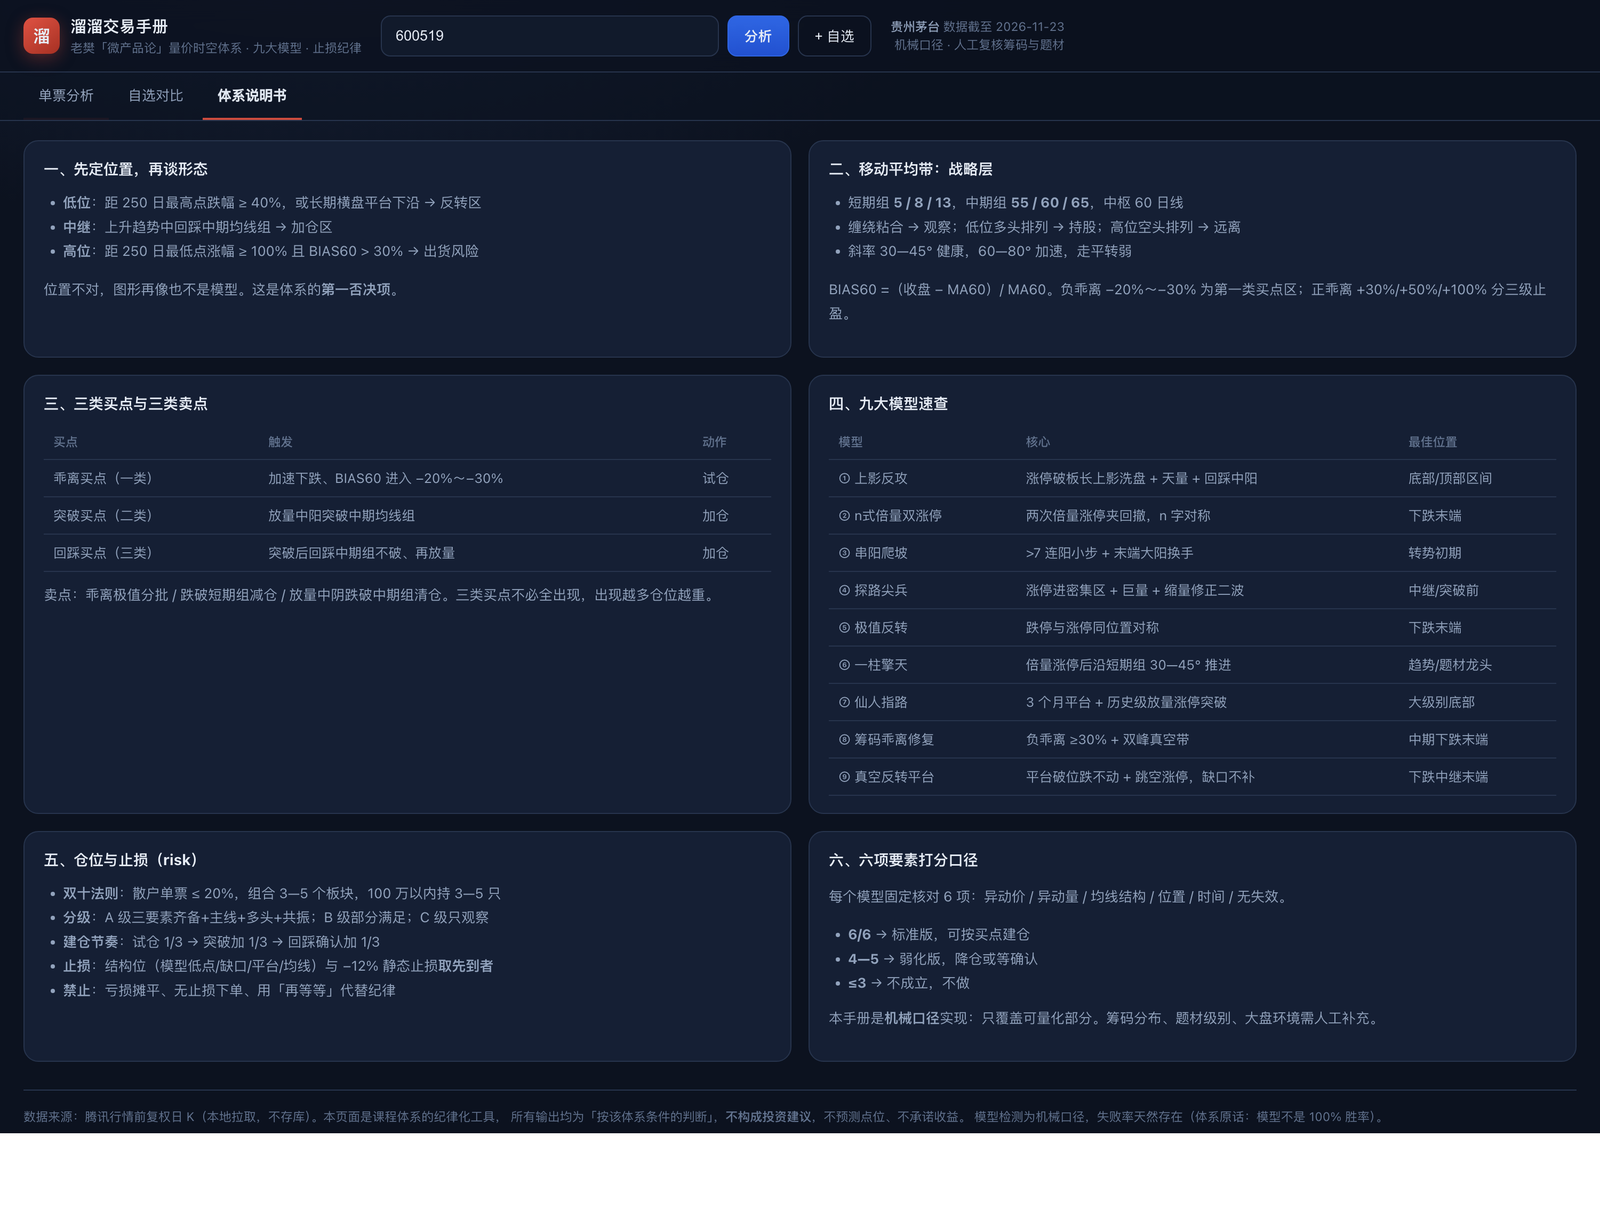 溜
溜溜交易手册
老樊「微产品论」量价时空体系 · 九大模型 · 止损纪律
600519
分析
+ 自选
贵州茅台 数据截至 2026-11-23
机械口径 · 人工复核筹码与题材
单票分析
自选对比
体系说明书
一、先定位置，再谈形态
• 低位：距 250 日最高点跌幅 ≥ 40%，或长期横盘平台下沿 → 反转区
• 中继：上升趋势中回踩中期均线组 → 加仓区
• 高位：距 250 日最低点涨幅 ≥ 100% 且 BIAS60 > 30% → 出货风险
位置不对，图形再像也不是模型。这是体系的第一否决项。
二、移动平均带：战略层
• 短期组 5 / 8 / 13，中期组 55 / 60 / 65，中枢 60 日线
• 缠绕粘合 → 观察；低位多头排列 → 持股；高位空头排列 → 远离
• 斜率 30—45° 健康，60—80° 加速，走平转弱
BIAS60 =（收盘 − MA60）/ MA60。负乖离 −20%～−30% 为第一类买点区；正乖离 +30%/+50%/+100% 分三级止
盈。
三、三类买点与三类卖点
买点 触发 动作
乖离买点（一类） 加速下跌、BIAS60 进入 −20%～−30% 试仓
突破买点（二类） 放量中阳突破中期均线组 加仓
回踩买点（三类） 突破后回踩中期组不破、再放量 加仓
卖点：乖离极值分批 / 跌破短期组减仓 / 放量中阴跌破中期组清仓。三类买点不必全出现，出现越多仓位越重。
四、九大模型速查
模型 核心 最佳位置
① 上影反攻 涨停破板长上影洗盘 + 天量 + 回踩中阳 底部/顶部区间
② n式倍量双涨停 两次倍量涨停夹回撤，n 字对称 下跌末端
③ 串阳爬坡 >7 连阳小步 + 末端大阳换手 转势初期
④ 探路尖兵 涨停进密集区 + 巨量 + 缩量修正二波 中继/突破前
⑤ 极值反转 跌停与涨停同位置对称 下跌末端
⑥ 一柱擎天 倍量涨停后沿短期组 30—45° 推进 趋势/题材龙头
⑦ 仙人指路 3 个月平台 + 历史级放量涨停突破 大级别底部
⑧ 筹码乖离修复 负乖离 ≥30% + 双峰真空带 中期下跌末端
⑨ 真空反转平台 平台破位跌不动 + 跳空涨停，缺口不补 下跌中继末端
五、仓位与止损（risk）
• 双十法则：散户单票 ≤ 20%，组合 3—5 个板块，100 万以内持 3—5 只
• 分级：A 级三要素齐备+主线+多头+共振；B 级部分满足；C 级只观察
• 建仓节奏：试仓 1/3 → 突破加 1/3 → 回踩确认加 1/3
• 止损：结构位（模型低点/缺口/平台/均线）与 −12% 静态止损取先到者
• 禁止：亏损摊平、无止损下单、用「再等等」代替纪律
六、六项要素打分口径
每个模型固定核对 6 项：异动价 / 异动量 / 均线结构 / 位置 / 时间 / 无失效。
• 6/6 → 标准版，可按买点建仓
• 4—5 → 弱化版，降仓或等确认
• ≤3 → 不成立，不做
本手册是机械口径实现：只覆盖可量化部分。筹码分布、题材级别、大盘环境需人工补充。
数据来源：腾讯行情前复权日 K（本地拉取，不存库）。本页面是课程体系的纪律化工具， 所有输出均为「按该体系条件的判断」，不构成投资建议，不预测点位、不承诺收益。 模型检测为机械口径，失败率天然存在（体系原话：模型不是 100% 胜率）。